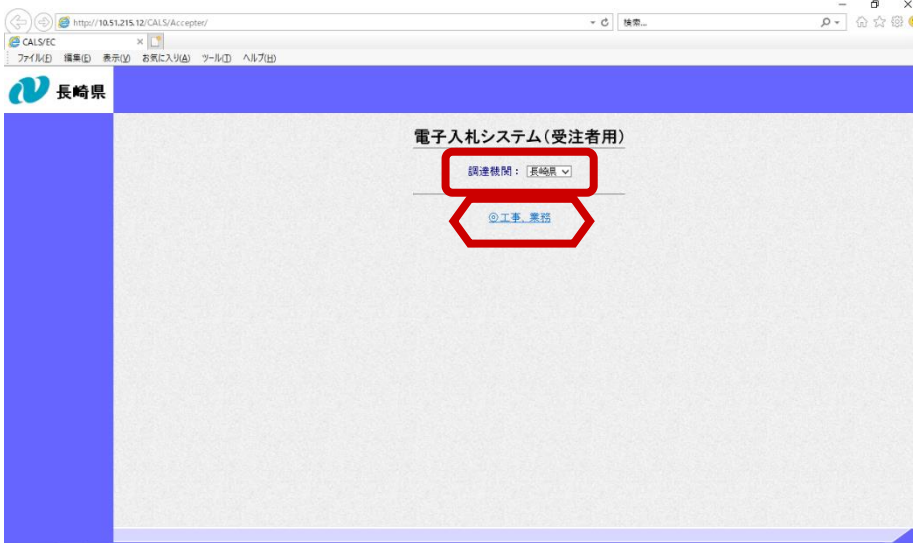 http://10.51.215.12/CALS/Accepter/
検索...
CALS/EC
ファイル(F) 編集(E) 表示(V) お気に入り(A) ツール(T) ヘルプ(H)
長崎県
電子入札システム(受注者用)
調達機関: 長崎県
◎工事、業務